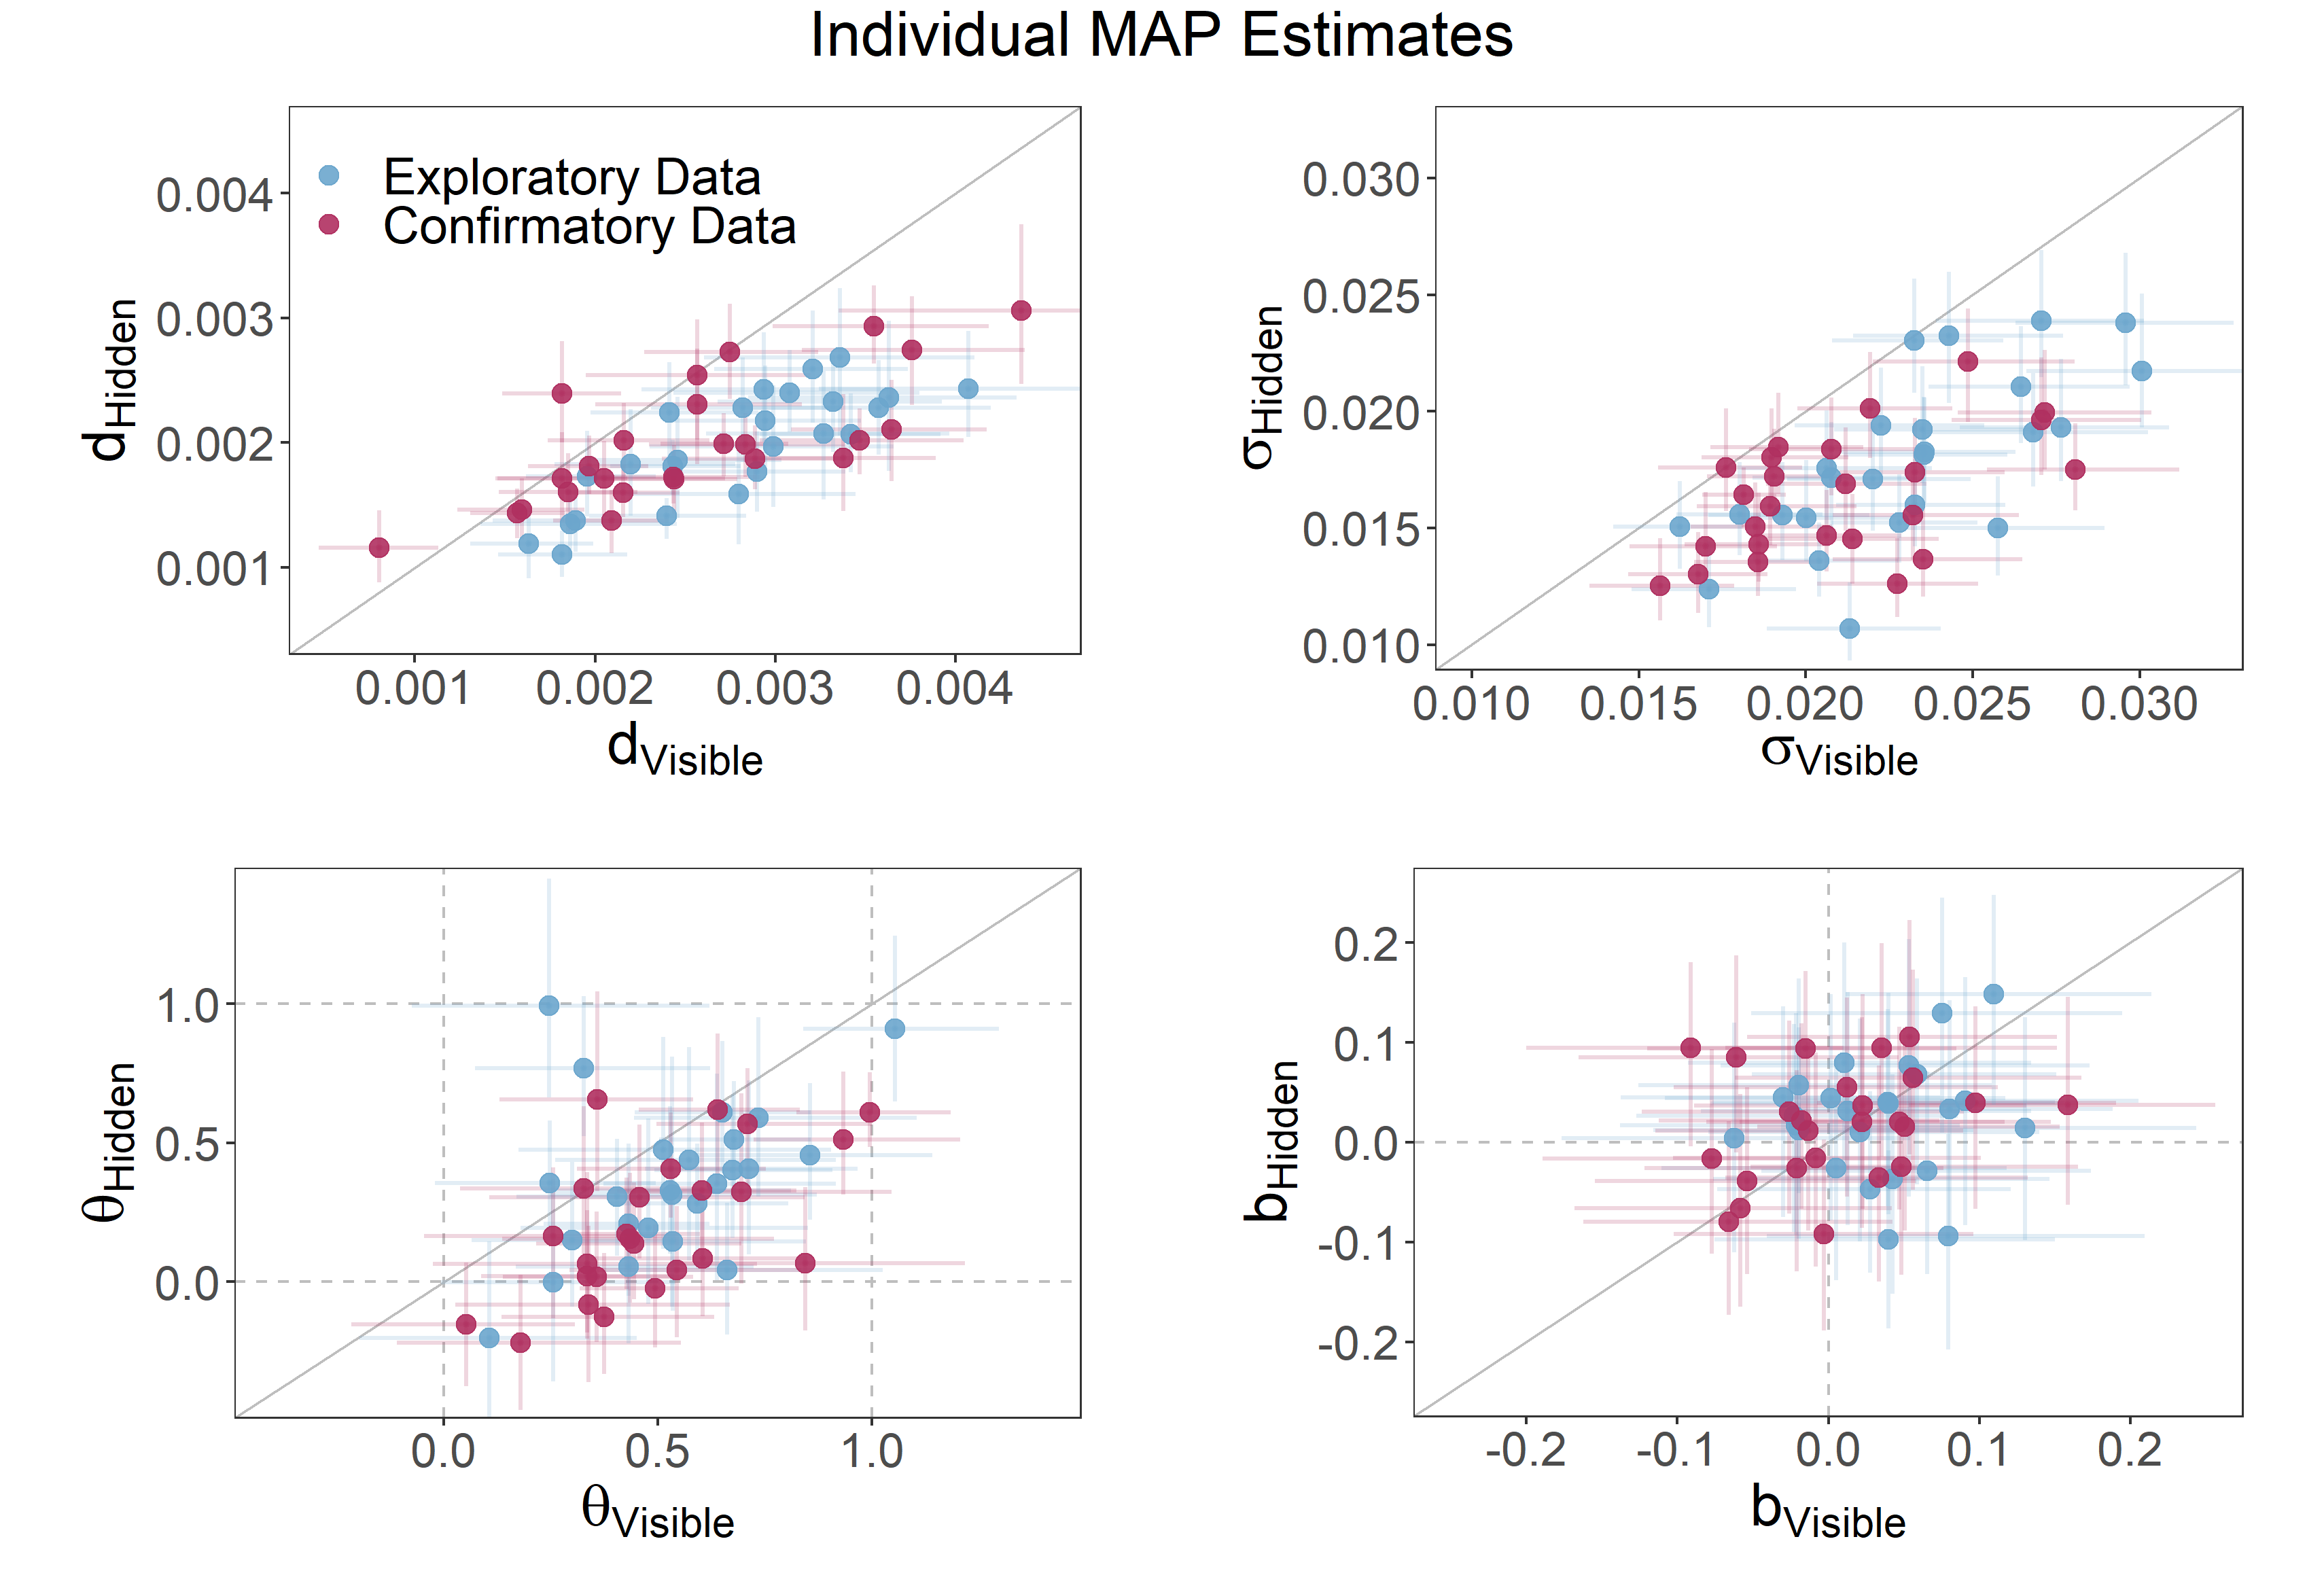 Individual MAP Estimates
Exploratory Data
Confirmatory Data
0.004
0.003
0.002
0.001
dHidden
0.001 0.002 0.003 0.004
dVisible
0.030
0.025
0.020
0.015
0.010
σHidden
0.010 0.015 0.020 0.025 0.030
σVisible
1.0
0.5
0.0
θHidden
0.0 0.5 1.0
θVisible
0.2
0.1
0.0
-0.1
-0.2
bHidden
-0.2 -0.1 0.0 0.1 0.2
bVisible